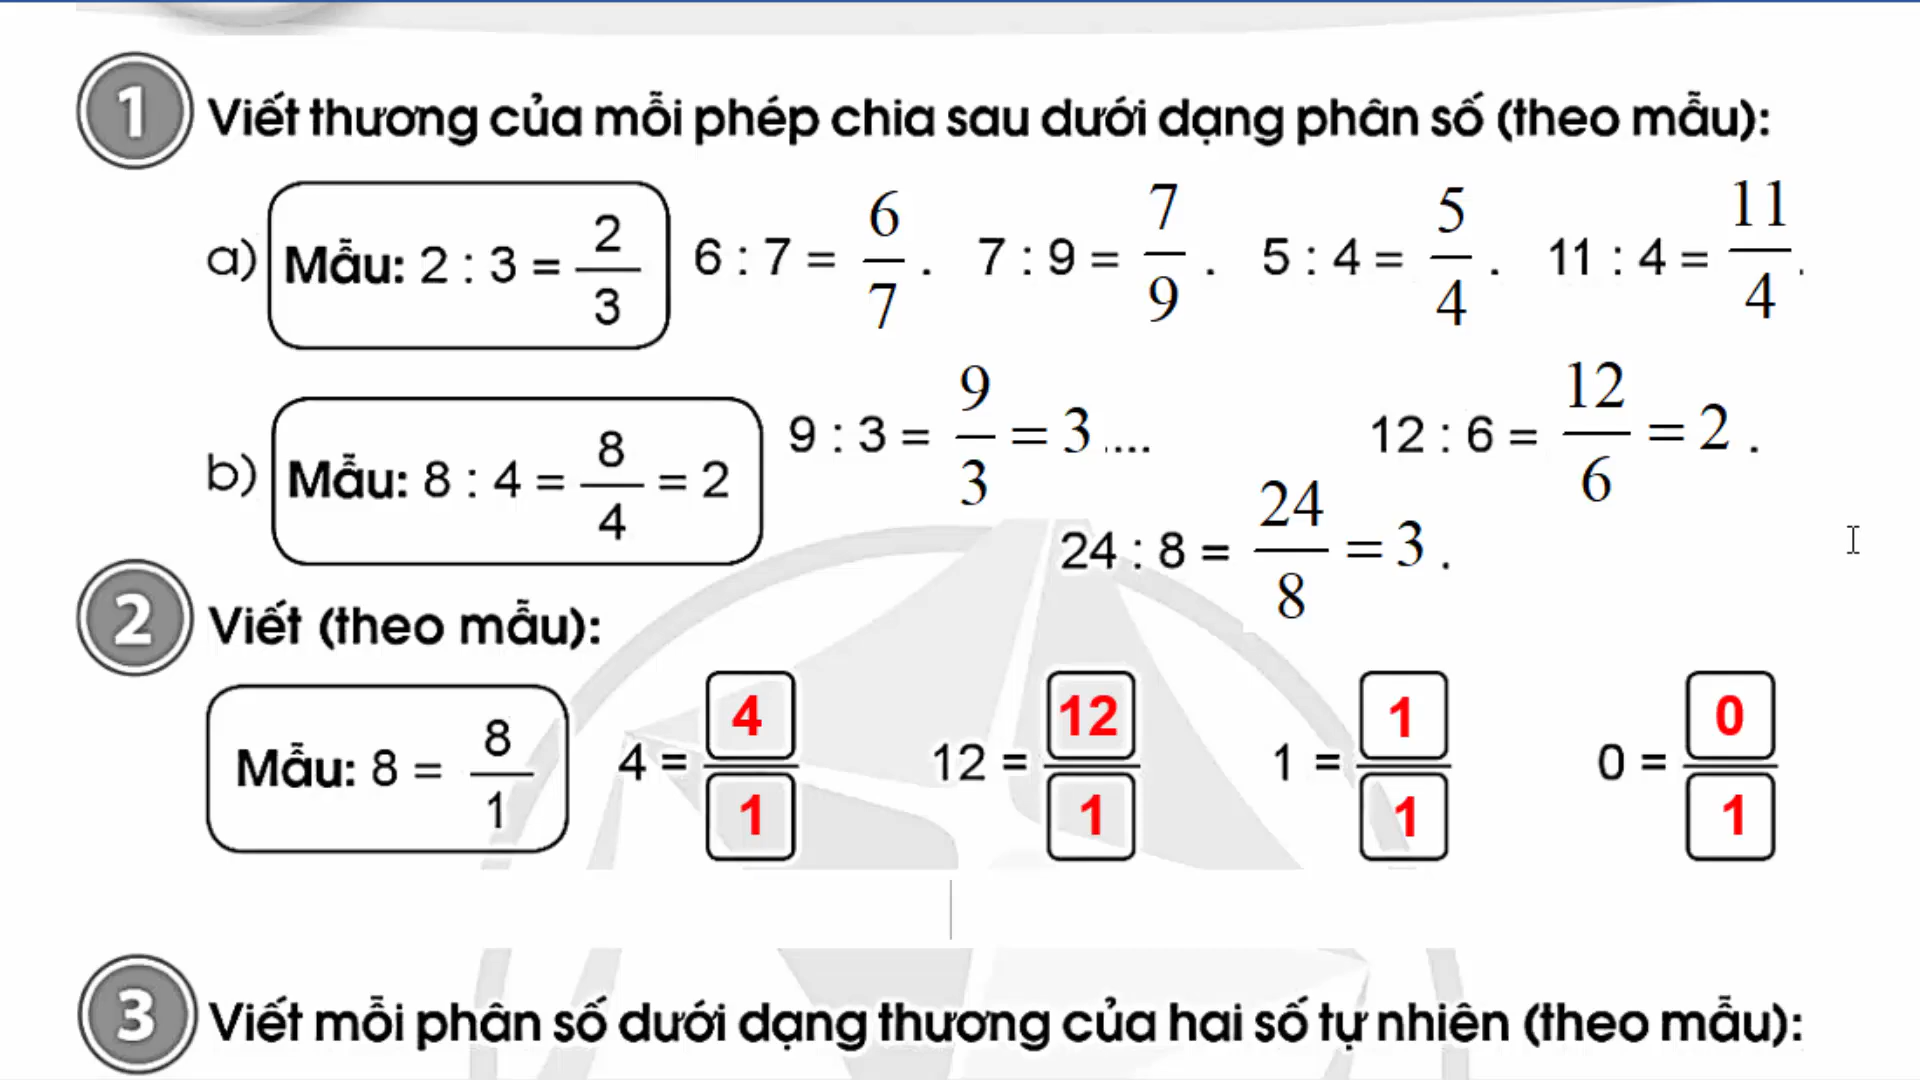 1 Viết thương của mỗi phép chia sau dưới dạng phân số (theo mẫu):
a) Mẫu: 2 : 3 = 2/3 6 : 7 = 6/7 . 7 : 9 = 7/9 . 5 : 4 = 5/4 . 11 : 4 = 11/4 .
b) Mẫu: 8 : 4 = 8/4 = 2 9 : 3 = 9/3 = 3 .... 12 : 6 = 12/6 = 2 .
24 : 8 = 24/8 = 3 .
2 Viết (theo mẫu):
Mẫu: 8 = 8/1 4 = 4/1 12 = 12/1 1 = 1/1 0 = 0/1
3 Viết mỗi phân số dưới dạng thương của hai số tự nhiên (theo mẫu):